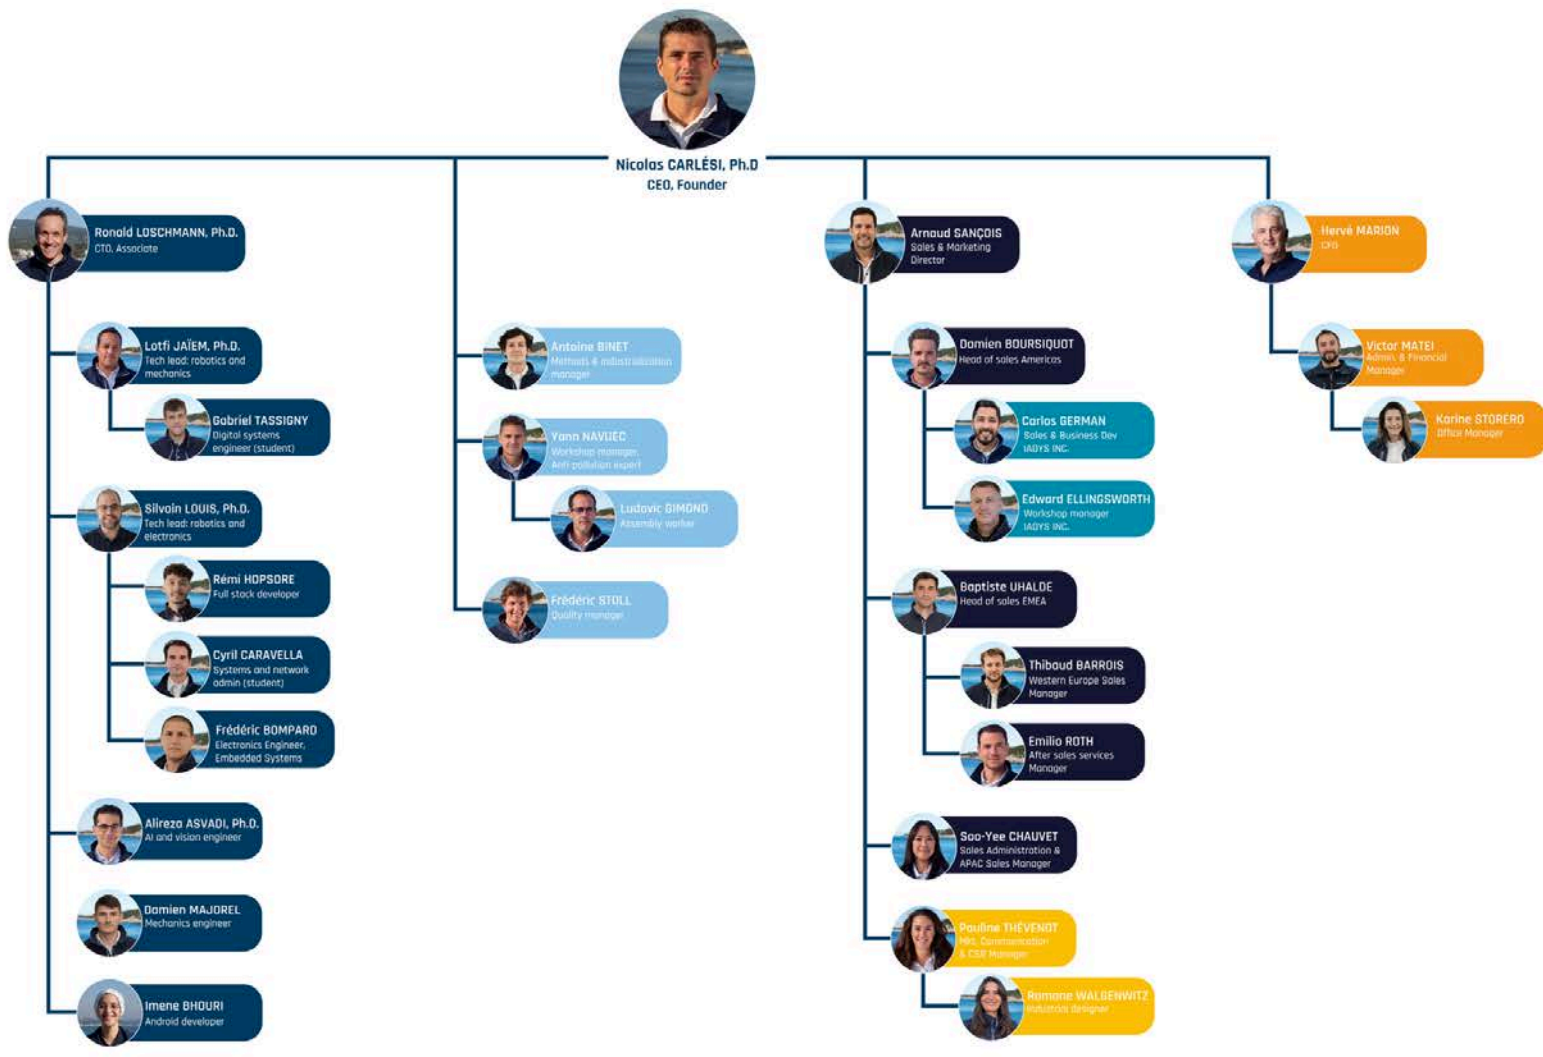 Nicolas CARLÉSI, Ph.D
CEO, Founder
Ronald LOSCHMANN, Ph.D.
CTO, Associate
Lotfi JAÏEM, Ph.D.
Tech lead: robotics and
mechanics
Gabriel TASSIGNY
Digital systems
engineer (student)
Silvain LOUIS, Ph.D.
Tech lead: robotics and
electronics
Rémi HOPSORE
Full stack developer
Cyril CARAVELLA
Systems and network
admin (student)
Frédéric BOMPARD
Electronics Engineer,
Embedded Systems
Alireza ASVADI, Ph.D.
AI and vision engineer
Damien MAJOREL
Mechanics engineer
Imene BHOURI
Android developer
Antoine BINET
Methods & industrialization
manager
Yann NAVUEC
Workshop manager,
Anti-pollution expert
Ludovic GIMOND
Assembly worker
Frédéric STOLL
Quality manager
Arnaud SANÇOIS
Sales & Marketing
Director
Damien BOURSIQUOT
Head of sales Americas
Carlos GERMAN
Sales & Business Dev
IADYS INC.
Edward ELLINGSWORTH
Workshop manager
IADYS INC.
Baptiste UHALDE
Head of sales EMEA
Thibaud BARROIS
Western Europe Sales
Manager
Emilio ROTH
After sales services
Manager
Soo-Yee CHAUVET
Sales Administration &
APAC Sales Manager
Pauline THÉVENOT
Mkt, Communication
& CSR Manager
Romane WALGENWITZ
Industrial designer
Hervé MARION
CFO
Victor MATEI
Admin. & Financial
Manager
Karine STORERO
Office Manager